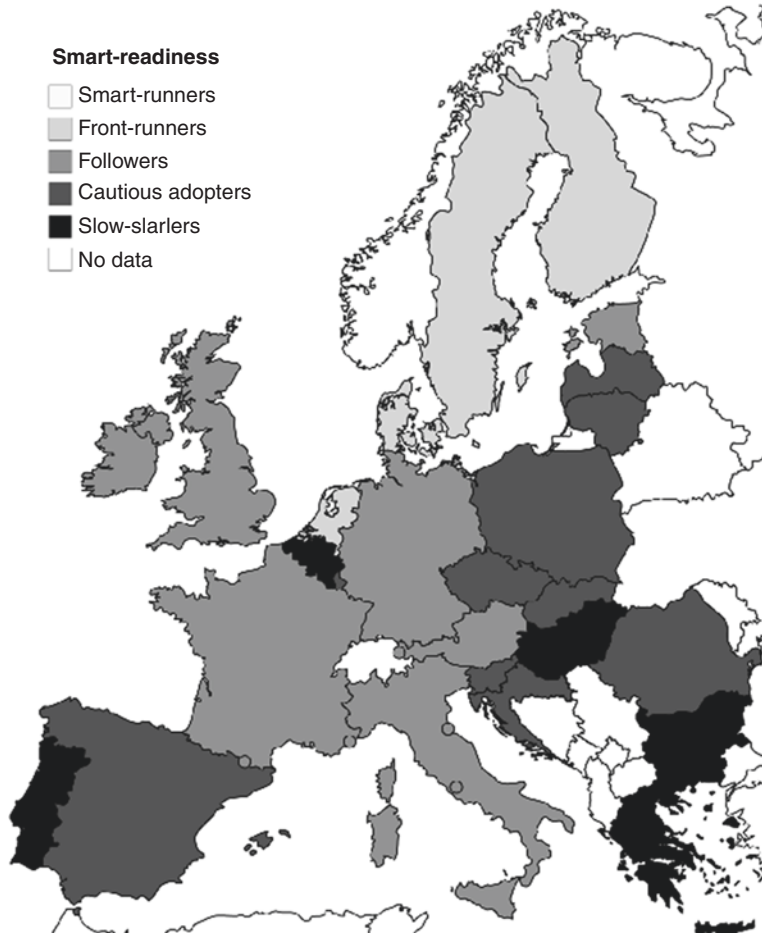 Smart-readiness
Smart-runners
Front-runners
Followers
Cautious adopters
Slow-slarlers
No data